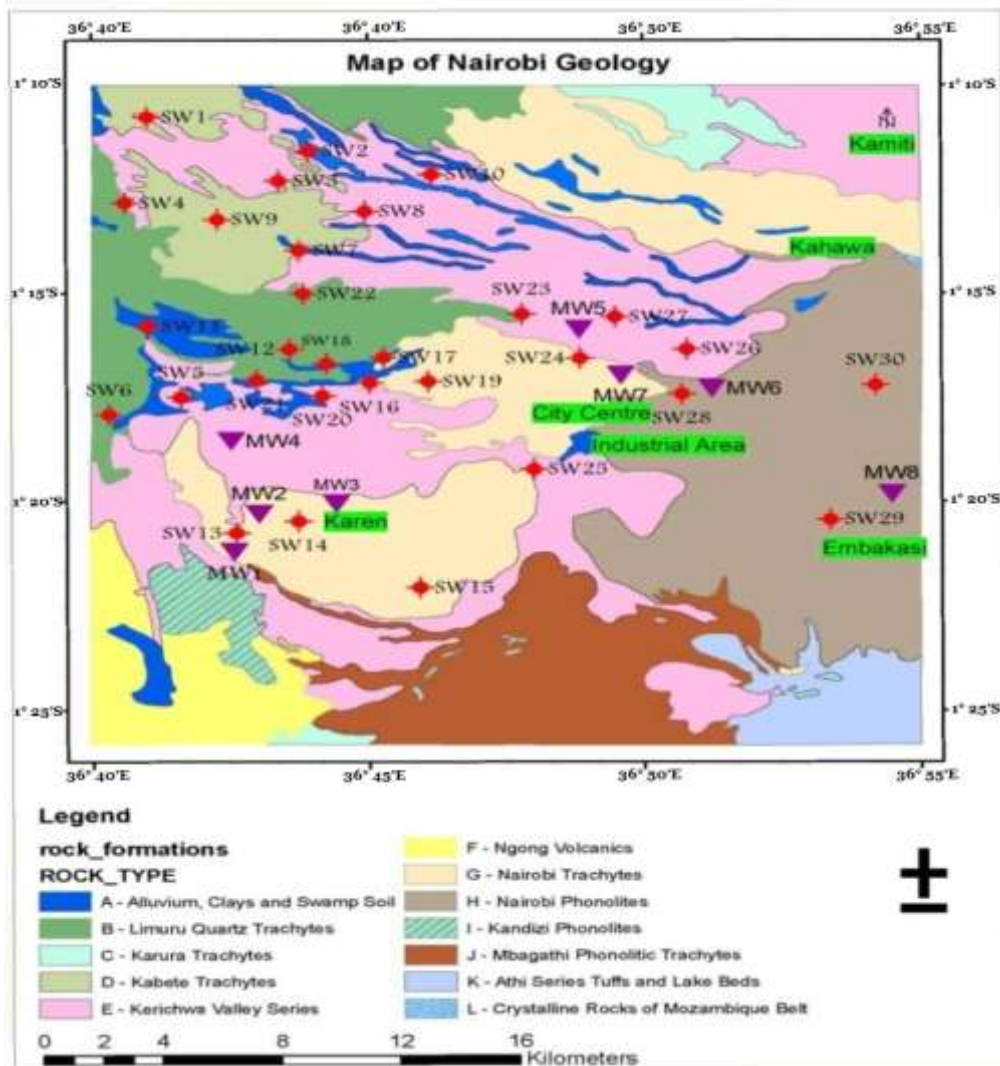 36°40'E 36°40'E 36°50'E 36°55'E
Map of Nairobi Geology
1°10'S 1°10'S
SW1
Kamiti
SW2
SW3 SW10
SW4 SW9 SW8
Kahawa
SW7
1°15'S SW22 SW23 MW5 1°15'S
SW11 SW27
SW12 SW18 SW17 SW24 SW26 SW30
SW5 SW19 MW7 MW6
SW6 SW21 SW20 SW16 City Centre SW28
MW4 Industrial Area
SW25 MW8
MW2 MW3 1°20'S
1°20'S
SW13 SW14 Karen SW29
MW1 Embakasi
SW15
1°25'S 1°25'S
36°40'E 36°45'E 36°50'E 36°55'E
Legend
rock_formations
ROCK_TYPE
A - Alluvium, Clays and Swamp Soil
B - Limuru Quartz Trachytes
C - Karura Trachytes
D - Kabete Trachytes
E - Kerichwa Valley Series
F - Ngong Volcanics
G - Nairobi Trachytes
H - Nairobi Phonolites
I - Kandizi Phonolites
J - Mbagathi Phonolitic Trachytes
K - Athi Series Tuffs and Lake Beds
L - Crystalline Rocks of Mozambique Belt
0 2 4 8 12 16
Kilometers